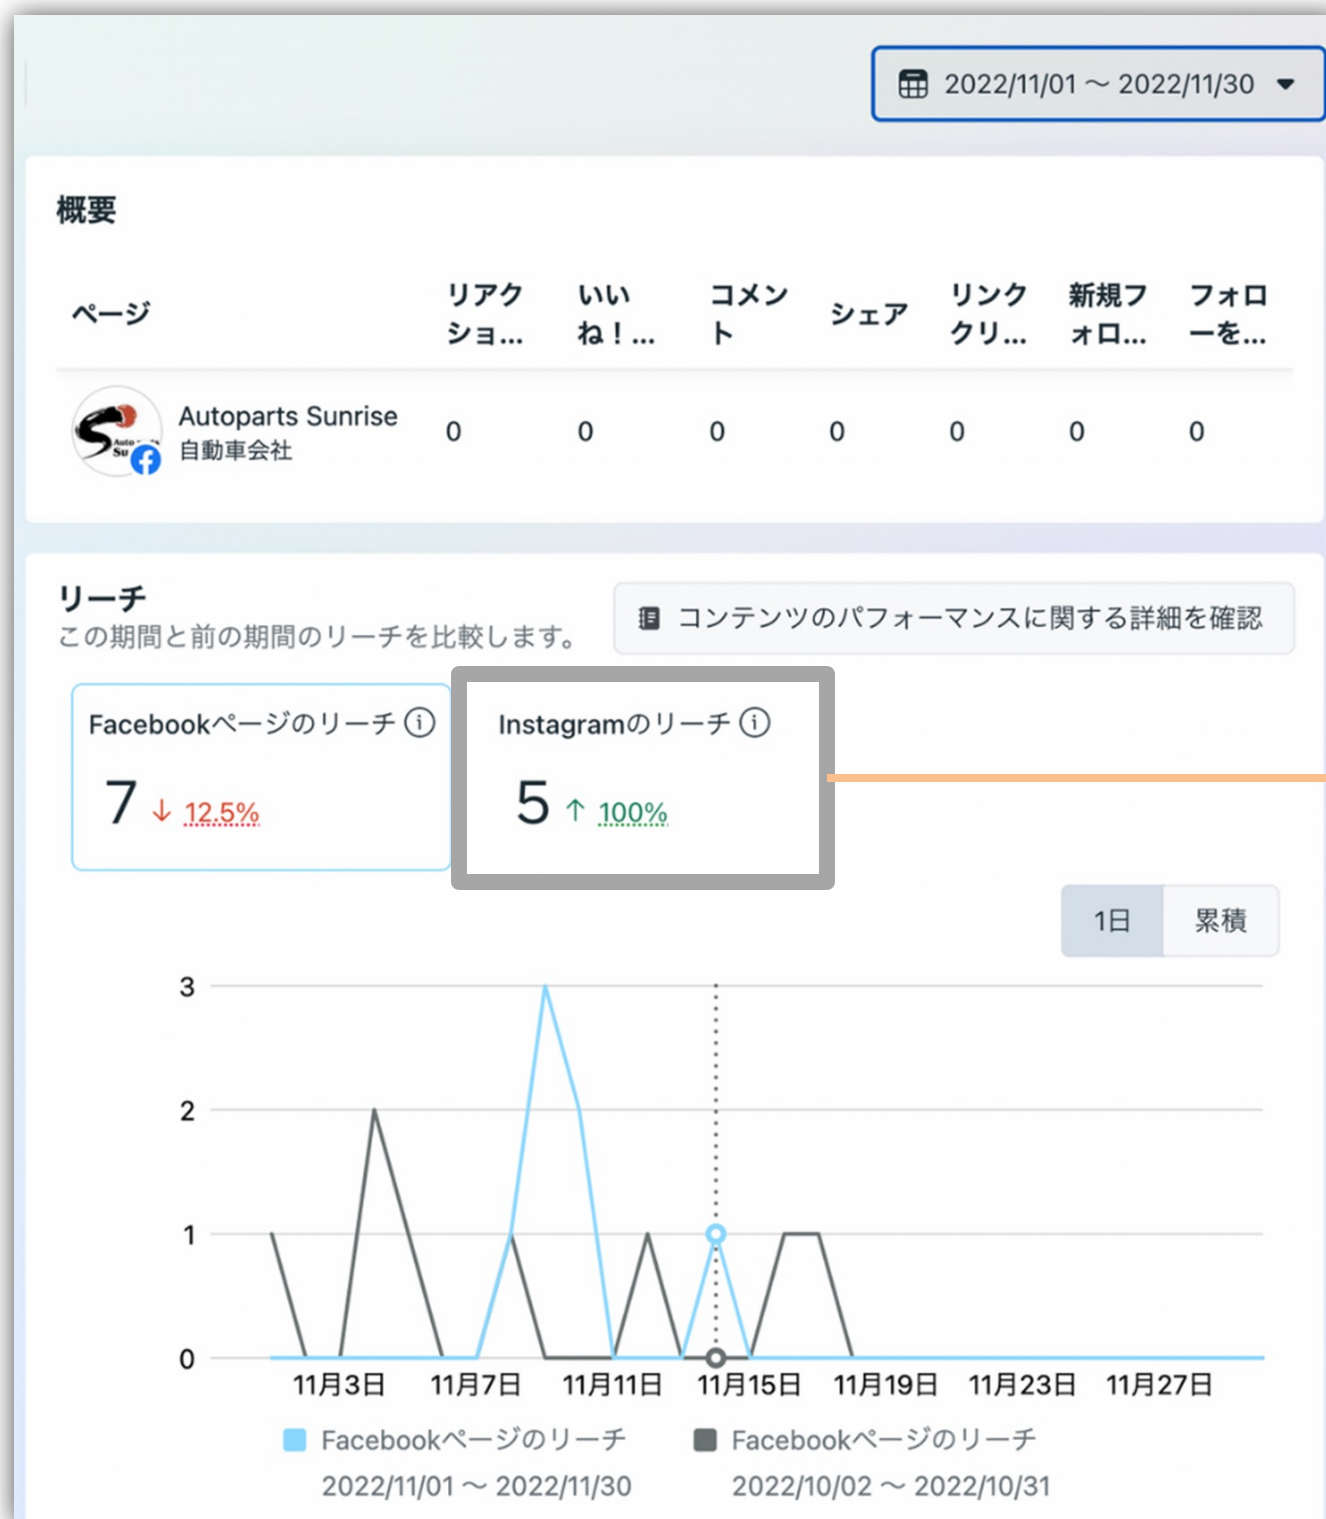 2022/11/01 ～ 2022/11/30
概要
ページ
リアク
ショ...
いい
ね！...
コメン
ト
シェア
リンク
クリ...
新規フ
ォロ...
フォロ
ーを...
Autoparts Sunrise
自動車会社
0 0 0 0 0 0 0
リーチ
この期間と前の期間のリーチを比較します。
コンテンツのパフォーマンスに関する詳細を確認
Facebookページのリーチ
7 ↓ 12.5%
Instagramのリーチ
5 ↑ 100%
1日 累積
3
2
1
0
11月3日 11月7日 11月11日 11月15日 11月19日 11月23日 11月27日
Facebookページのリーチ
2022/11/01 ～ 2022/11/30
Facebookページのリーチ
2022/10/02 ～ 2022/10/31